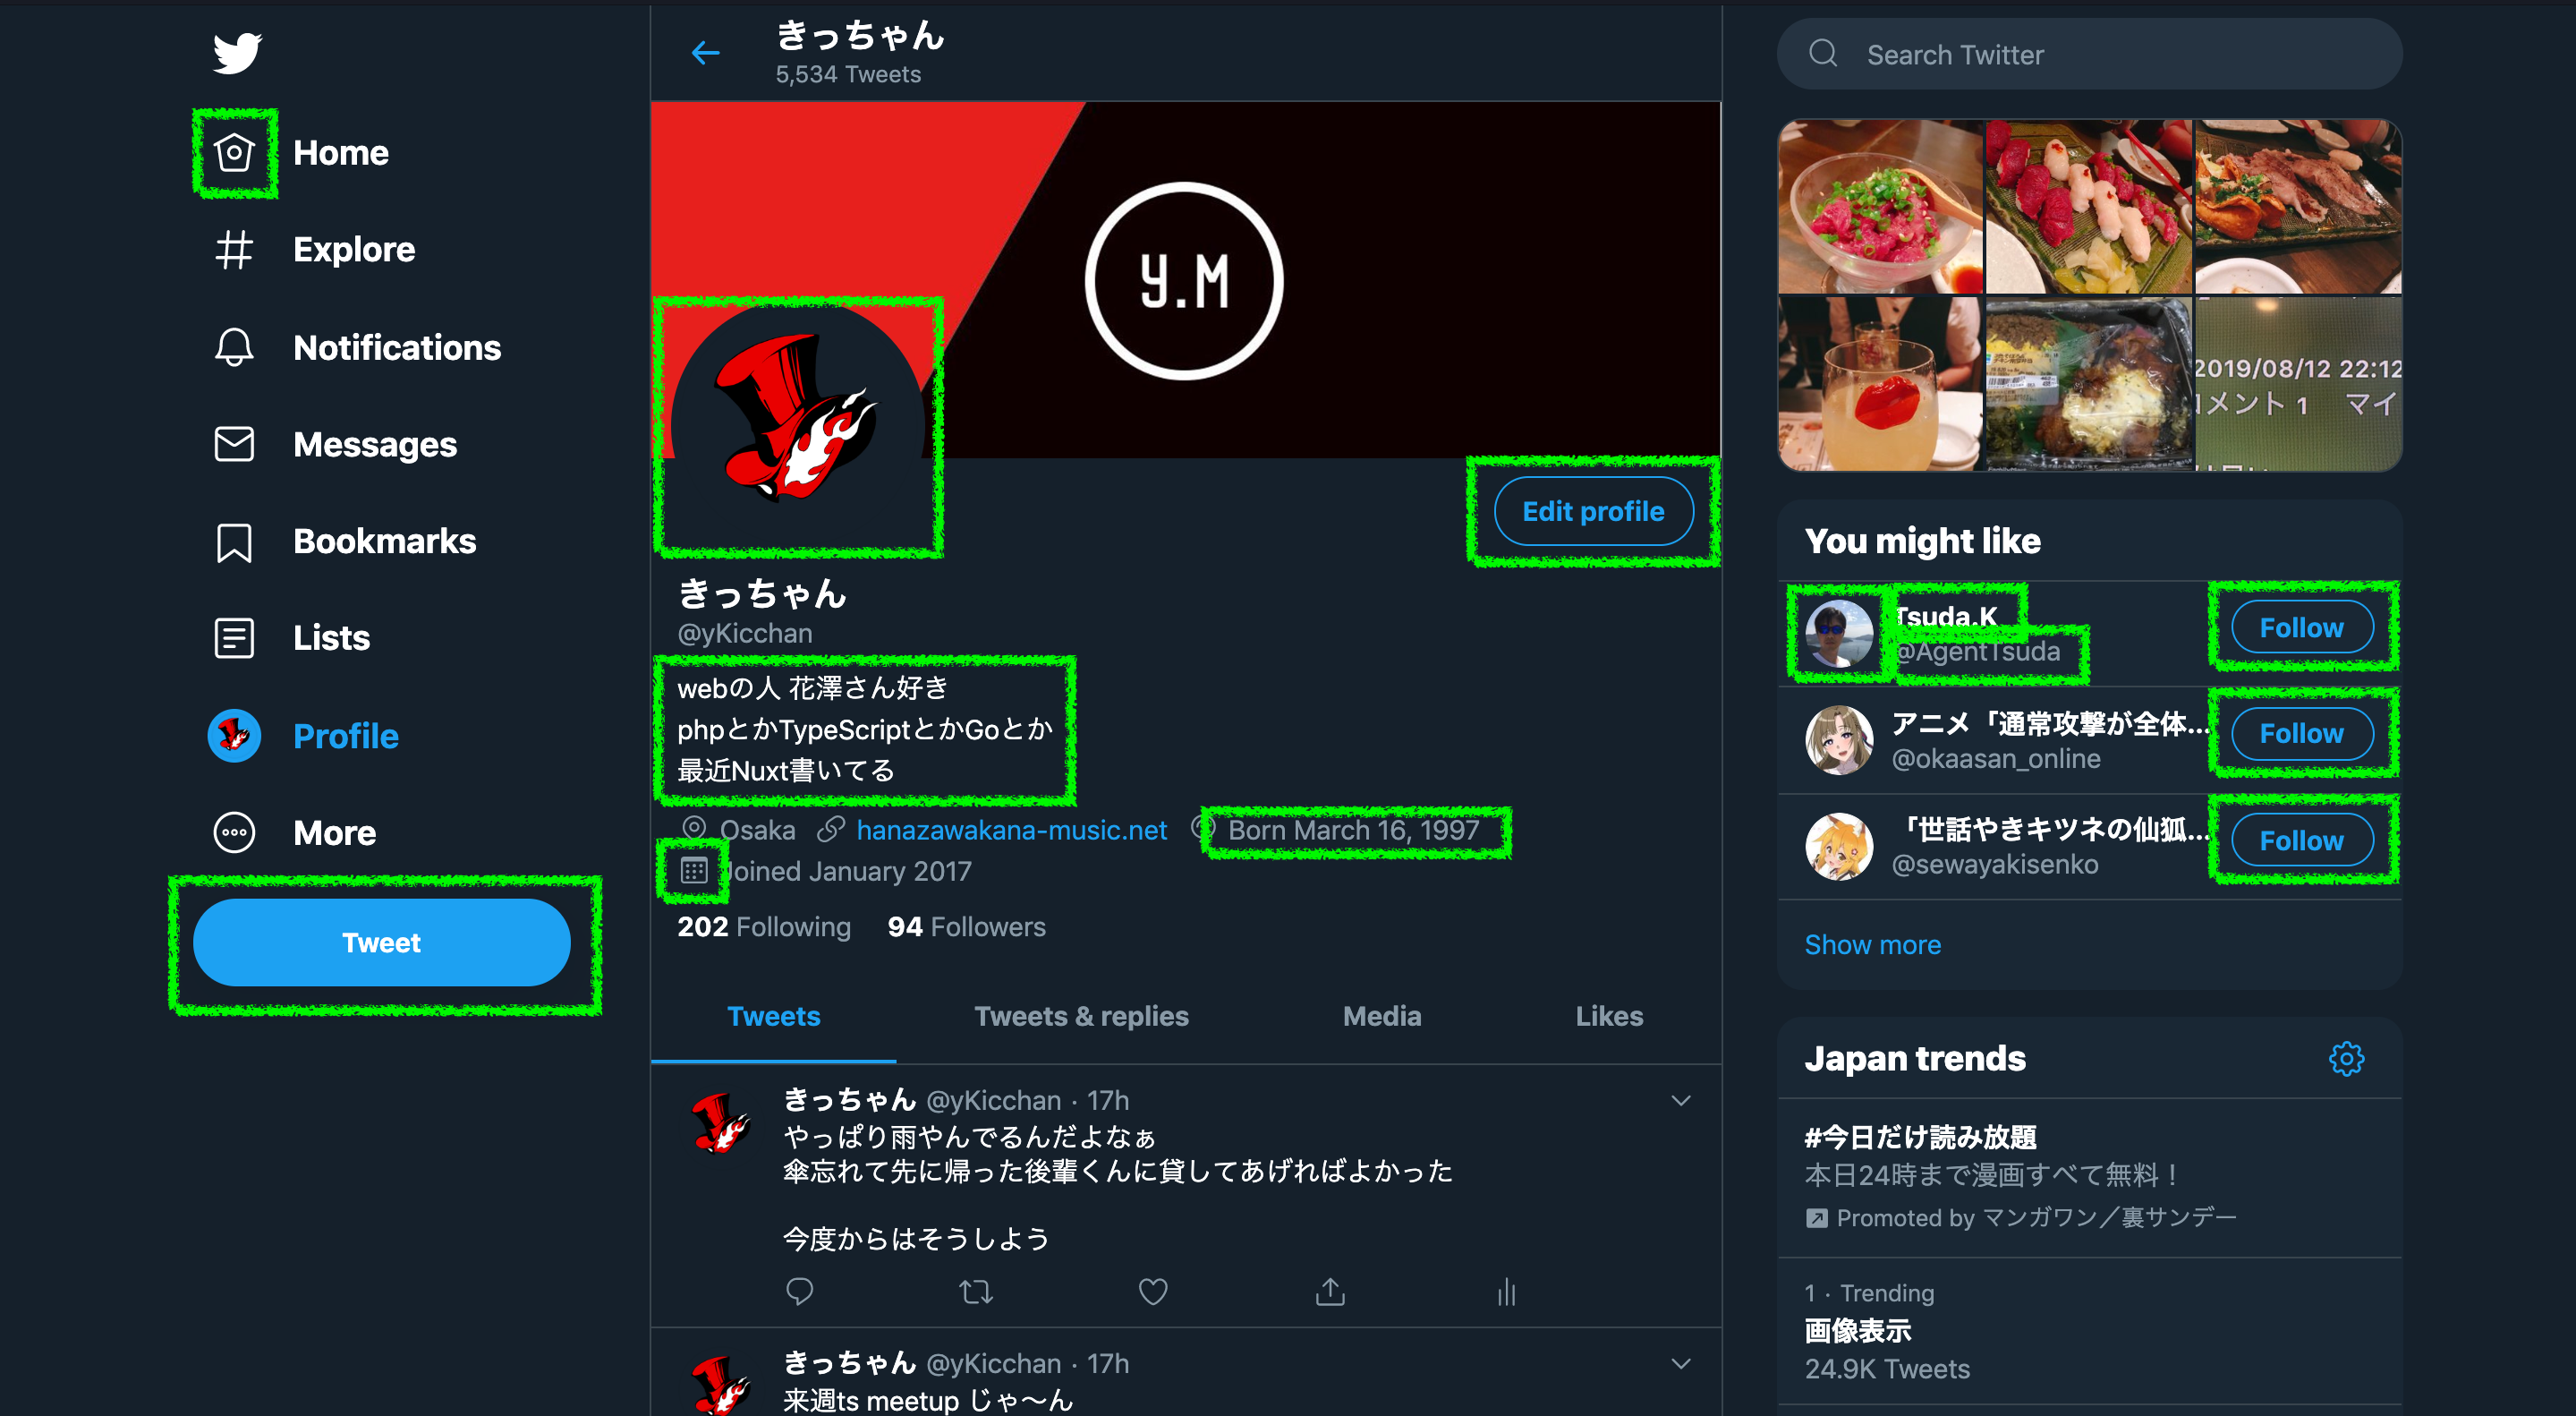 Home
Explore
Notifications
Messages
Bookmarks
Lists
Profile
More
Tweet
きっちゃん
5,534 Tweets
Y.M
Edit profile
きっちゃん
@yKicchan
webの人 花澤さん好き
phpとかTypeScriptとかGoとか
最近Nuxt書いてる
Osaka hanazawakana-music.net Born March 16, 1997
Joined January 2017
202 Following 94 Followers
Tweets Tweets & replies Media Likes
きっちゃん @yKicchan · 17h
やっぱり雨やんでるんだよなぁ
傘忘れて先に帰った後輩くんに貸してあげればよかった
今度からはそうしよう
きっちゃん @yKicchan · 17h
来週ts meetup じゃ〜ん
Search Twitter
2019/08/12 22:12
コメント 1 マイ
You might like
Tsuda.K
@AgentTsuda
Follow
アニメ「通常攻撃が全体...
@okaasan_online
Follow
「世話やきキツネの仙狐...
@sewayakisenko
Follow
Show more
Japan trends
#今日だけ読み放題
本日24時まで漫画すべて無料！
Promoted by マンガワン／裏サンデー
1 · Trending
画像表示
24.9K Tweets